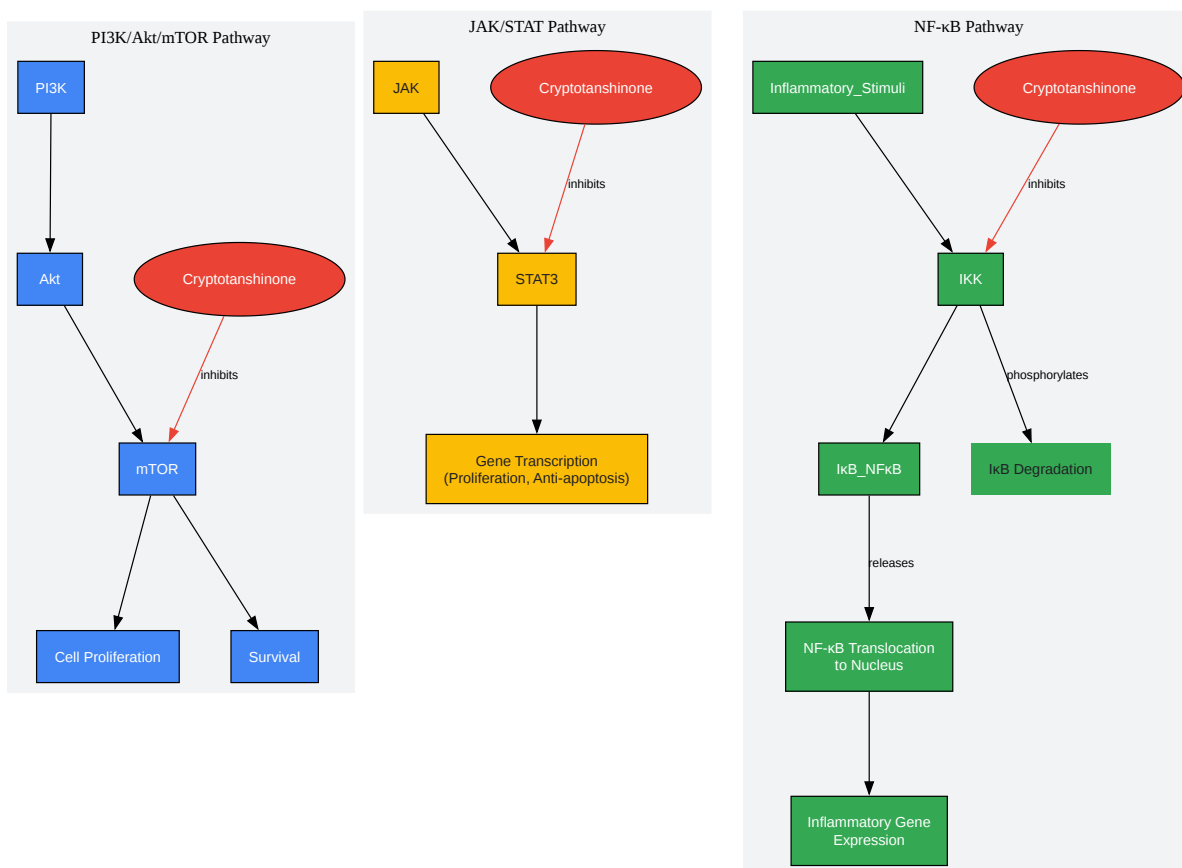 PI3K/Akt/mTOR Pathway
PI3K
Akt
Cryptotanshinone
inhibits
mTOR
Cell Proliferation
Survival
JAK/STAT Pathway
JAK
Cryptotanshinone
inhibits
STAT3
Gene Transcription
(Proliferation, Anti-apoptosis)
NF-κB Pathway
Inflammatory_Stimuli
Cryptotanshinone
inhibits
IKK
phosphorylates
IκB_NFκB
IκB Degradation
releases
NF-κB Translocation
to Nucleus
Inflammatory Gene
Expression